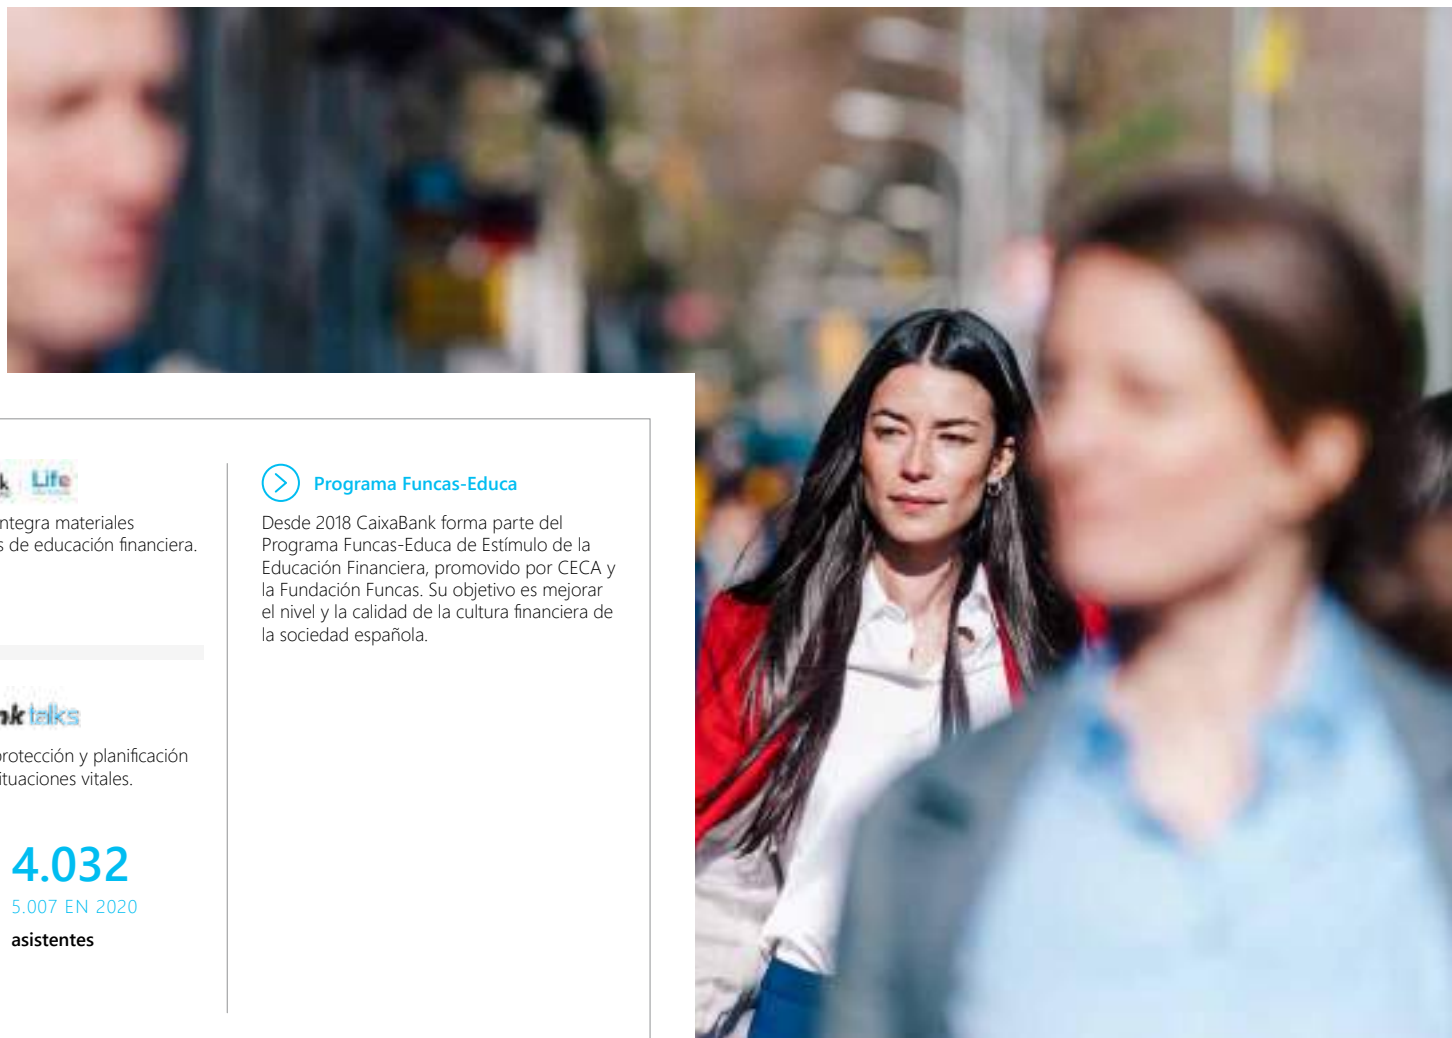 k Life
ntegra materiales
s de educación financiera.
nk talks
protección y planificación
ituaciones vitales.
4.032
5.007 EN 2020
asistentes
Programa Funcas-Educa
Desde 2018 CaixaBank forma parte del
Programa Funcas-Educa de Estímulo de la
Educación Financiera, promovido por CECA y
la Fundación Funcas. Su objetivo es mejorar
el nivel y la calidad de la cultura financiera de
la sociedad española.